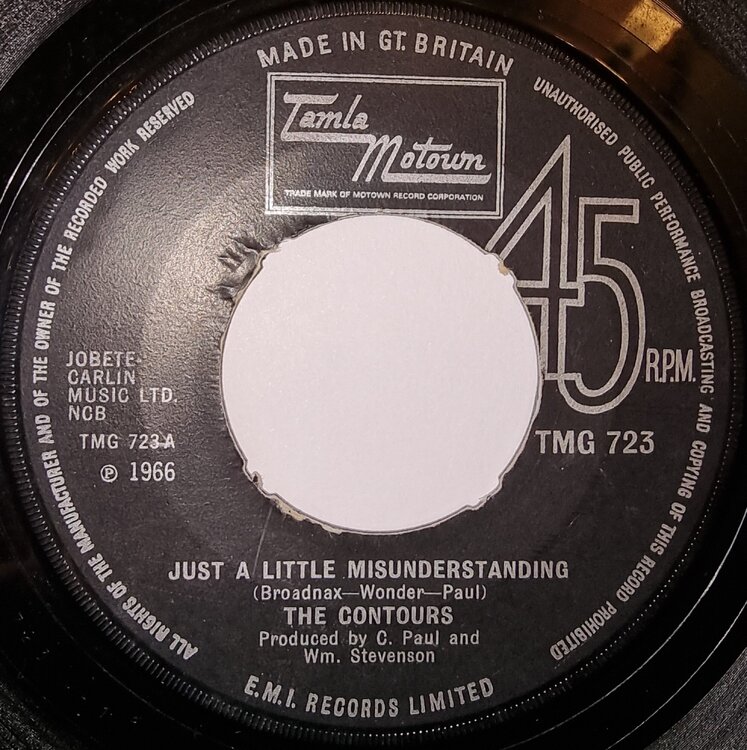 MADE IN GT. BRITAIN
Tamla
Motown
TRADE MARK OF MOTOWN RECORD CORPORATION
UNAUTHORISED PUBLIC PERFORMANCE BROADCASTING AND COPYING OF THIS RECORD PROHIBITED
ALL RIGHTS OF THE MANUFACTURER AND OF THE OWNER OF THE RECORDED WORK RESERVED
45
R.P.M.
JOBETE-
CARLIN
MUSIC LTD.
NCB
TMG 723A
℗ 1966
TMG 723
JUST A LITTLE MISUNDERSTANDING
(Broadnax—Wonder—Paul)
THE CONTOURS
Produced by C. Paul and
Wm. Stevenson
E.M.I. RECORDS LIMITED